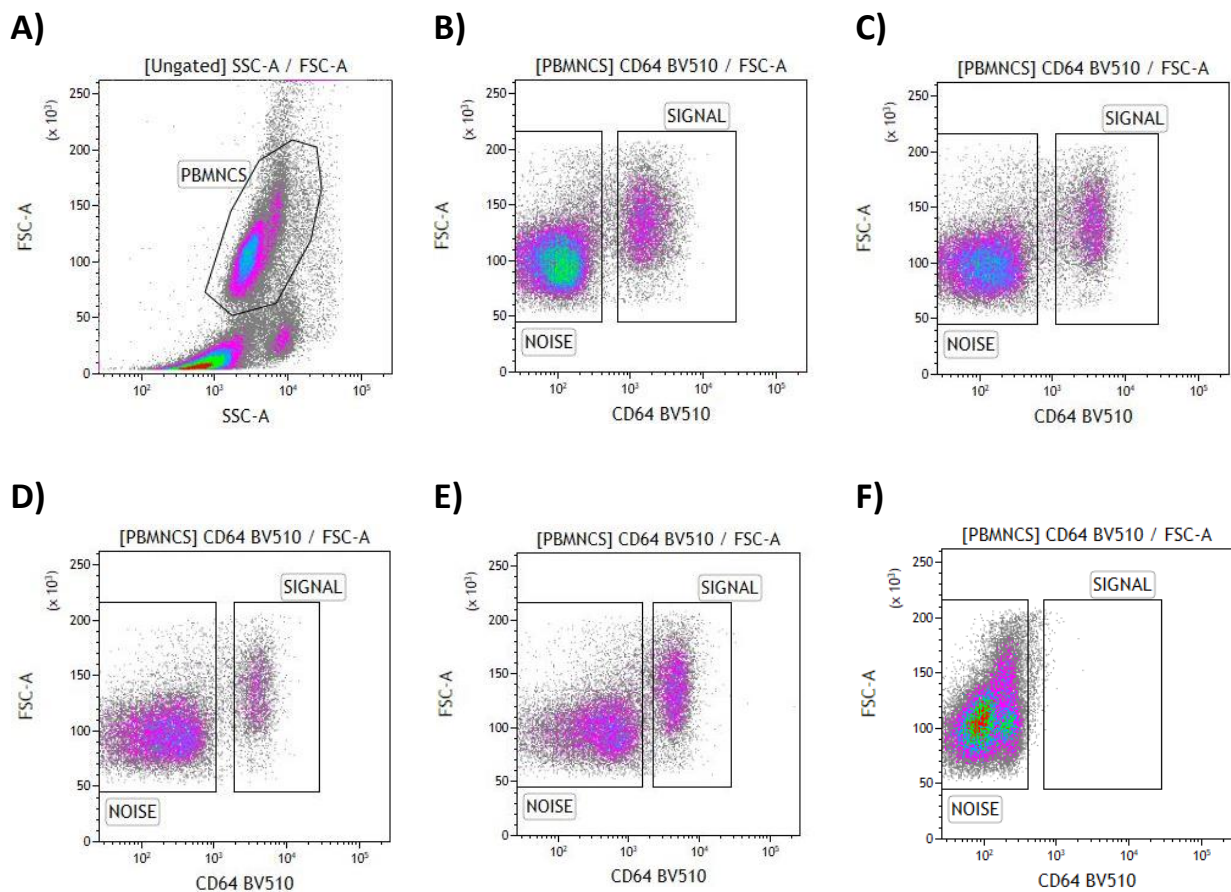 A)
[Ungated] SSC-A / FSC-A
(x 10³)
FSC-A
250
200
150
100
50
0
PBMNCS
10² 10³ 10⁴ 10⁵
SSC-A
B)
[PBMNCS] CD64 BV510 / FSC-A
(x 10³)
FSC-A
250
200
150
100
50
0
SIGNAL
NOISE
10² 10³ 10⁴ 10⁵
CD64 BV510
C)
[PBMNCS] CD64 BV510 / FSC-A
(x 10³)
FSC-A
250
200
150
100
50
0
SIGNAL
NOISE
10² 10³ 10⁴ 10⁵
CD64 BV510
D)
[PBMNCS] CD64 BV510 / FSC-A
(x 10³)
FSC-A
250
200
150
100
50
0
SIGNAL
NOISE
10² 10³ 10⁴ 10⁵
CD64 BV510
E)
[PBMNCS] CD64 BV510 / FSC-A
(x 10³)
FSC-A
250
200
150
100
50
0
SIGNAL
NOISE
10² 10³ 10⁴ 10⁵
CD64 BV510
F)
[PBMNCS] CD64 BV510 / FSC-A
(x 10³)
FSC-A
250
200
150
100
50
0
SIGNAL
NOISE
10² 10³ 10⁴ 10⁵
CD64 BV510